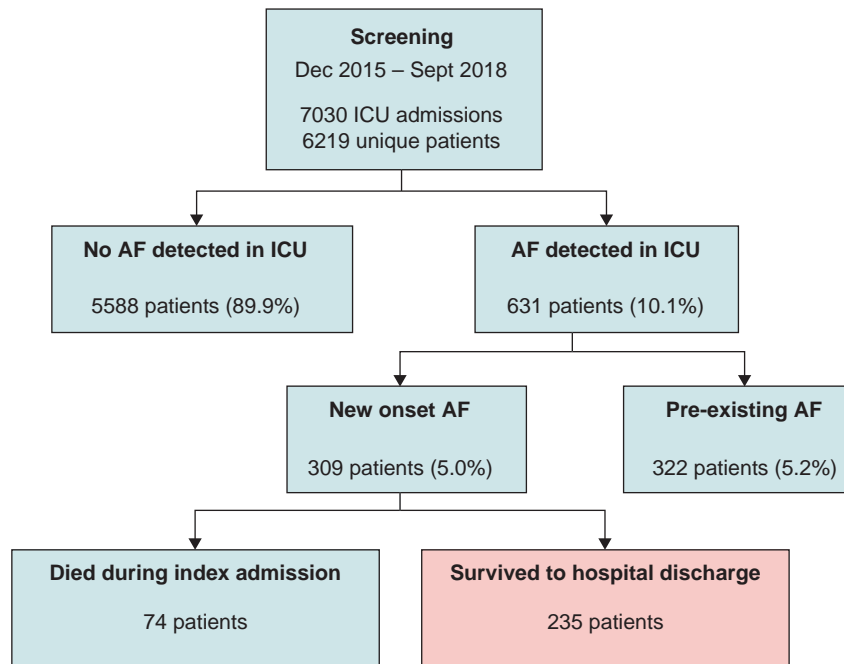 Screening
Dec 2015 – Sept 2018
7030 ICU admissions
6219 unique patients
No AF detected in ICU
5588 patients (89.9%)
AF detected in ICU
631 patients (10.1%)
New onset AF
309 patients (5.0%)
Pre-existing AF
322 patients (5.2%)
Died during index admission
74 patients
Survived to hospital discharge
235 patients